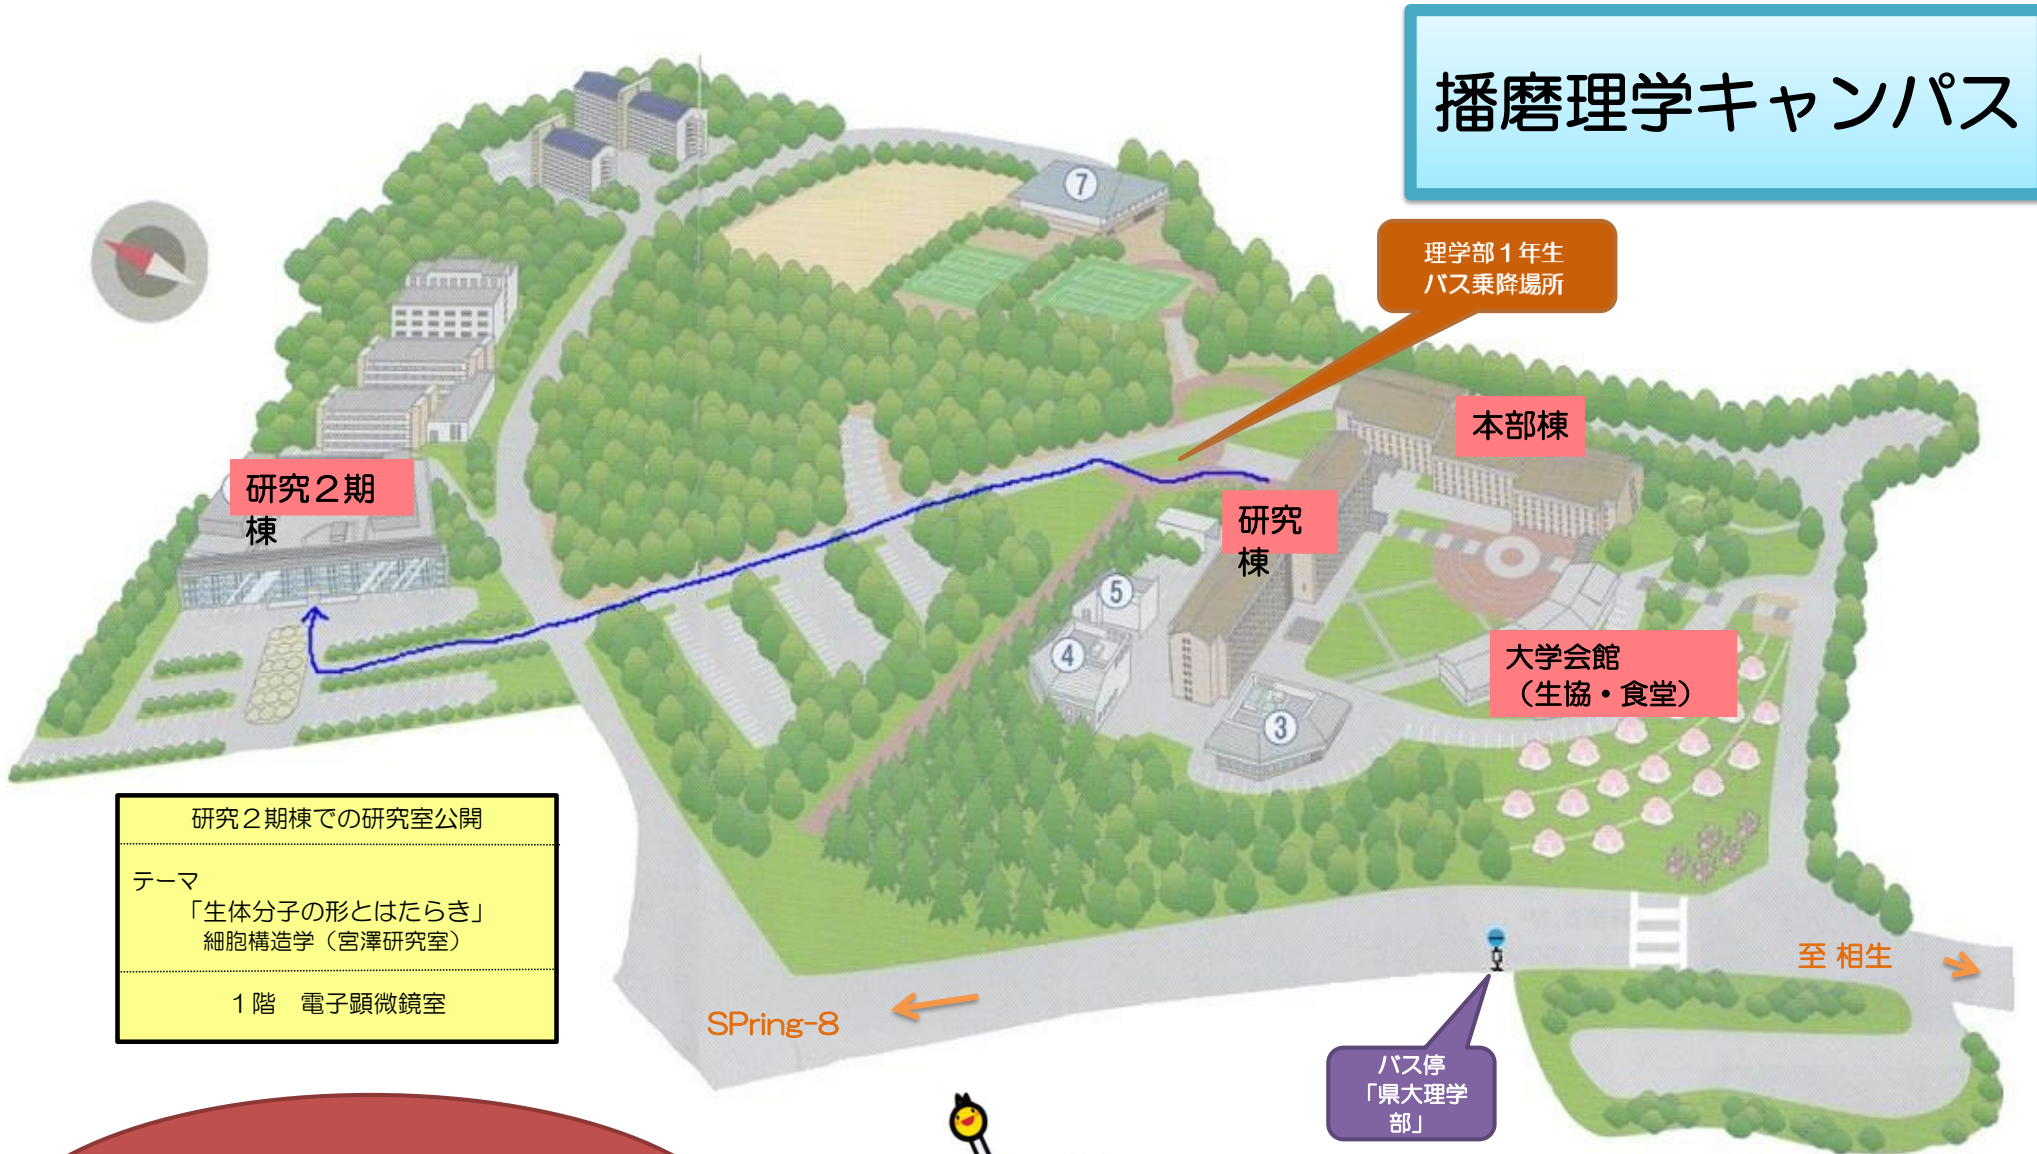 播磨理学キャンパス
⑦
理学部１年生
バス乗降場所
本部棟
研究２期
棟
研究
棟
⑤
④
大学会館
（生協・食堂）
③
研究２期棟での研究室公開
テーマ
「生体分子の形とはたらき」
細胞構造学（宮澤研究室）
１階　電子顕微鏡室
至 相生
SPring-8
バス停
「県大理学
部」